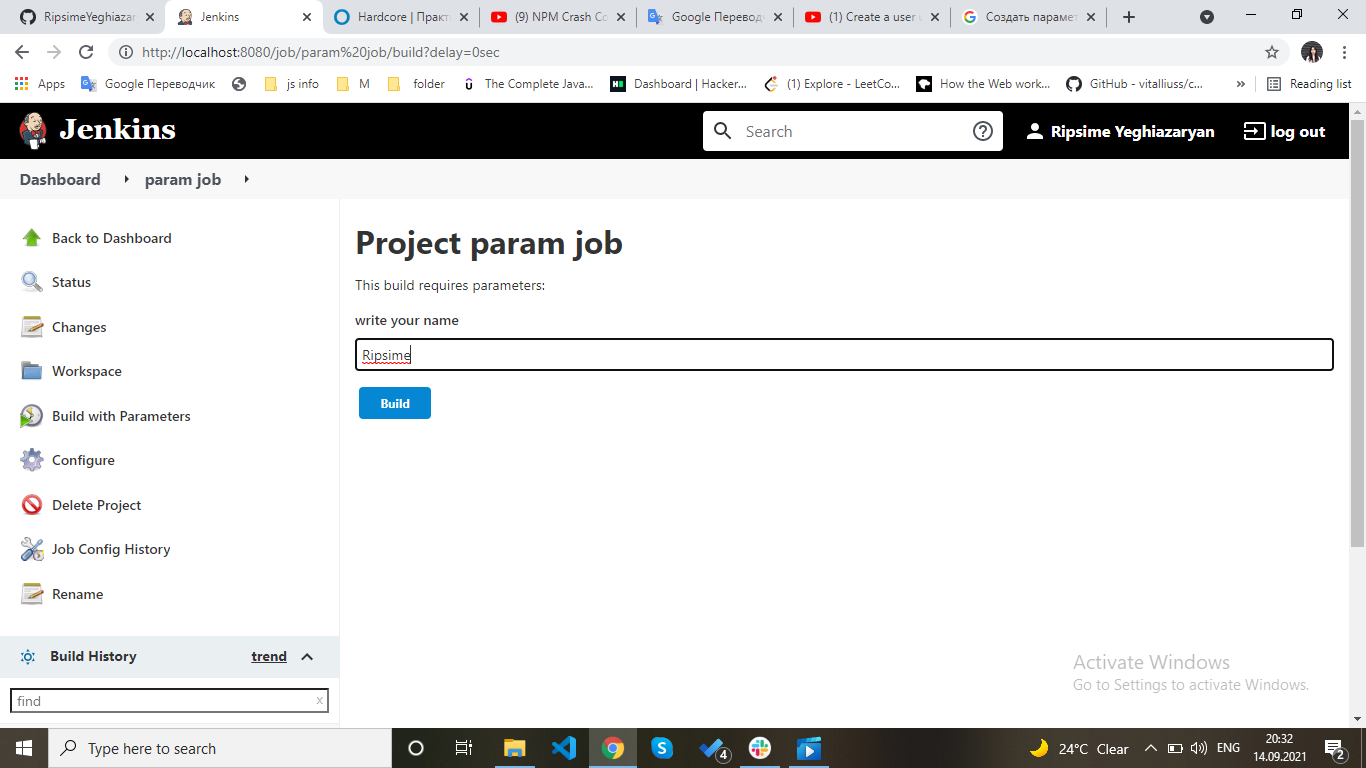 RipsimeYeghiazar
Jenkins
Hardcore | Практ
(9) NPM Crash Co
Google Переводч
(1) Create a user u
Создать парамет
http://localhost:8080/job/param%20job/build?delay=0sec
Apps
Google Переводчик
js info
M
folder
The Complete Java...
Dashboard | Hacker...
(1) Explore - LeetCo...
How the Web work...
GitHub - vitalliuss/c...
Reading list
Jenkins
Search
Ripsime Yeghiazaryan
log out
Dashboard
param job
Back to Dashboard
Status
Changes
Workspace
Build with Parameters
Configure
Delete Project
Job Config History
Rename
Build History
trend
find
x
Project param job
This build requires parameters:
write your name
Ripsime
Build
Activate Windows
Go to Settings to activate Windows.
Type here to search
4
24°C Clear
ENG
20:32
14.09.2021
2